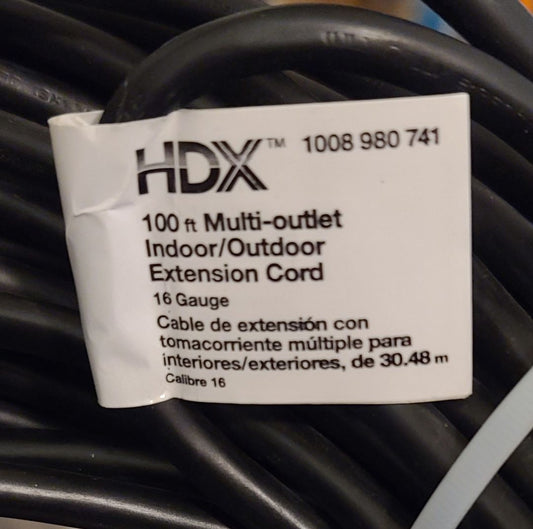 HDX™ 1008 980 741
100 ft Multi-outlet
Indoor/Outdoor
Extension Cord
16 Gauge
Cable de extensión con
tomacorriente múltiple para
interiores/exteriores, de 30.48 m
Calibre 16